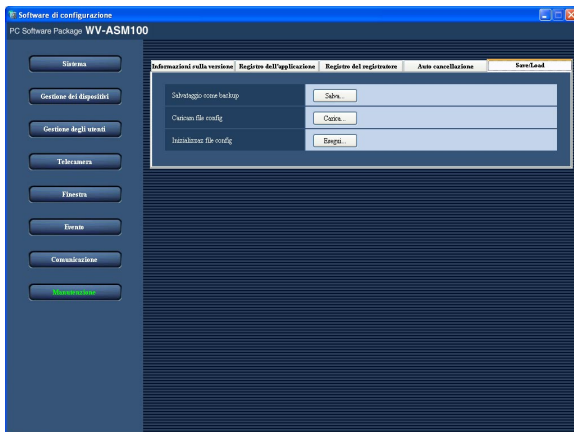 Software di configurazione
PC Software Package WV-ASM100
Sistema
Gestione dei dispositivi
Gestione degli utenti
Telecamera
Finestra
Evento
Comunicazione
Manutenzione
Informazioni sulla versione Registro dell'applicazione Registro del registratore Auto cancellazione Save/Load
Salvataggio come backup Salva...
Caricam file config Carica...
Inizializzaz file config Esegui...